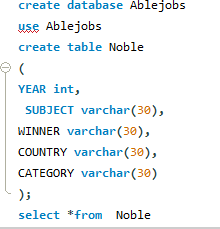 create database Ablejobs
use Ablejobs
create table Noble
(
YEAR int,
SUBJECT varchar(30),
WINNER varchar(30),
COUNTRY varchar(30),
CATEGORY varchar(30)
);
select *from  Noble